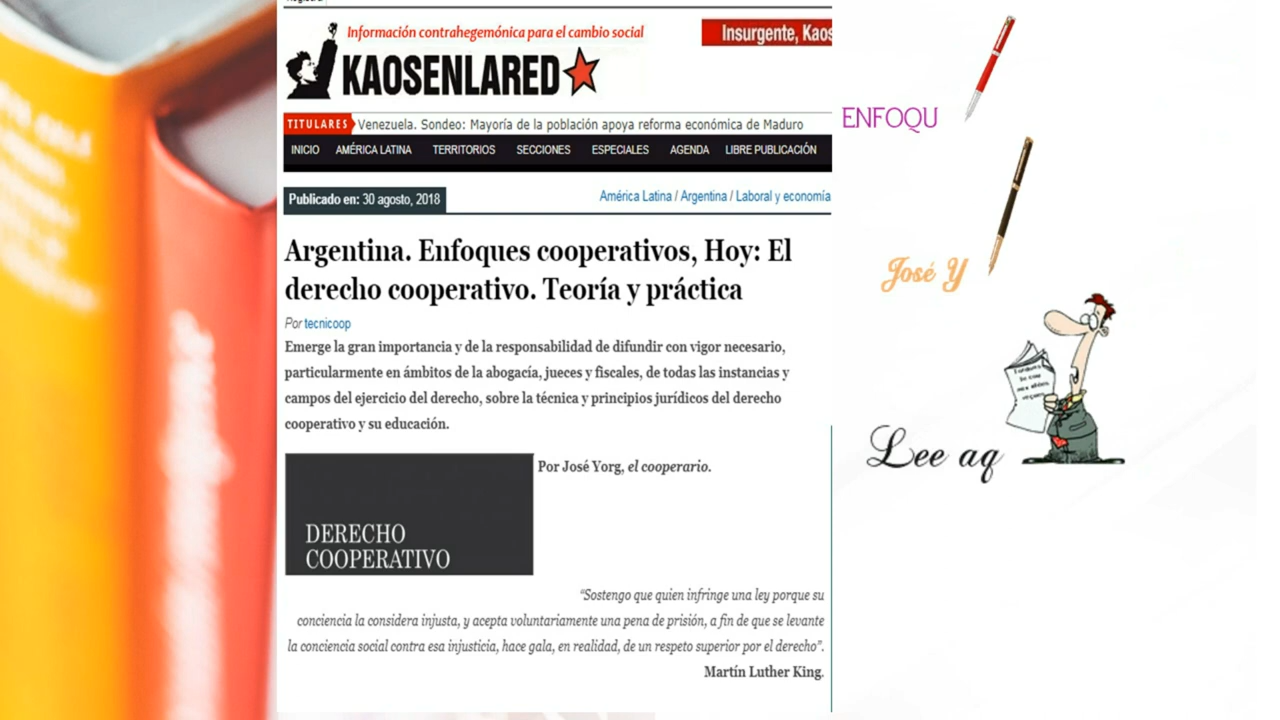 Información contrahegemónica para el cambio social
Insurgente, Kaos
KAOSENLARED
TITULARES Venezuela. Sondeo: Mayoría de la población apoya reforma económica de Maduro
INICIO AMÉRICA LATINA TERRITORIOS SECCIONES ESPECIALES AGENDA LIBRE PUBLICACIÓN
Publicado en: 30 agosto, 2018
América Latina / Argentina / Laboral y economía
Argentina. Enfoques cooperativos, Hoy: El
derecho cooperativo. Teoría y práctica
Por tecnicoop
Emerge la gran importancia y de la responsabilidad de difundir con vigor necesario,
particularmente en ámbitos de la abogacía, jueces y fiscales, de todas las instancias y
campos del ejercicio del derecho, sobre la técnica y principios jurídicos del derecho
cooperativo y su educación.
Por José Yorg, el cooperario.
DERECHO
COOPERATIVO
“Sostengo que quien infringe una ley porque su
conciencia la considera injusta, y acepta voluntariamente una pena de prisión, a fin de que se levante
la conciencia social contra esa injusticia, hace gala, en realidad, de un respeto superior por el derecho”.
Martín Luther King.
ENFOQU
José Y
Lee aq